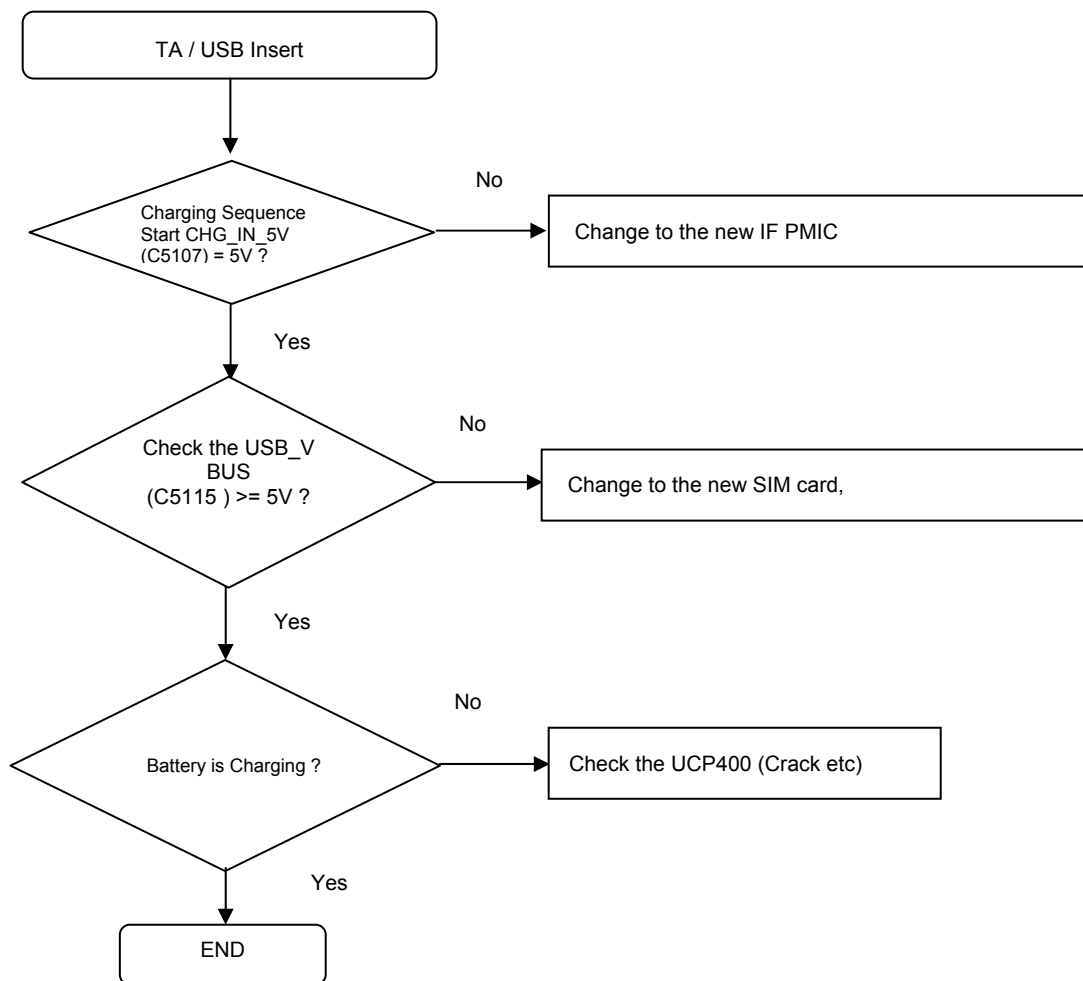 TA / USB Insert
No
Charging Sequence
Start CHG_IN_5V
(C5107) = 5V ?
Change to the new IF PMIC
Yes
No
Check the USB_V
BUS
(C5115 ) >= 5V ?
Change to the new SIM card,
Yes
No
Battery is Charging ?
Check the UCP400 (Crack etc)
Yes
END